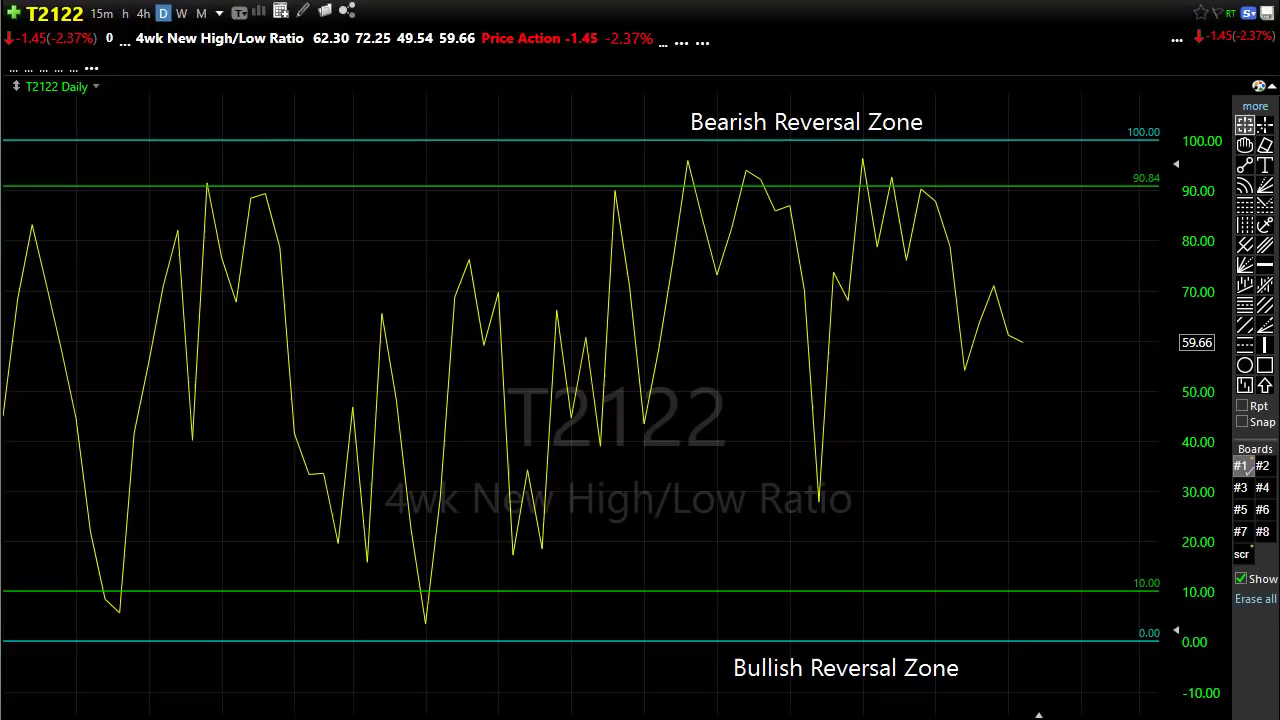 T2122 15m h 4h D W M
RT
-1.45(-2.37%) 0 ... 4wk New High/Low Ratio 62.30 72.25 49.54 59.66 Price Action -1.45 -2.37% ... ... ...
... -1.45(-2.37%)
... ... ... ... ... ...
T2122 Daily
more
Bearish Reversal Zone
100.00
100.00
90.84
90.00
80.00
70.00
59.66
50.00
T2122
Rpt
Snap
40.00
Boards
#1 #2
4wk New High/Low Ratio
30.00
#3 #4
#5 #6
20.00
#7 #8
scr
10.00
10.00
Show
Erase all
0.00
0.00
Bullish Reversal Zone
-10.00